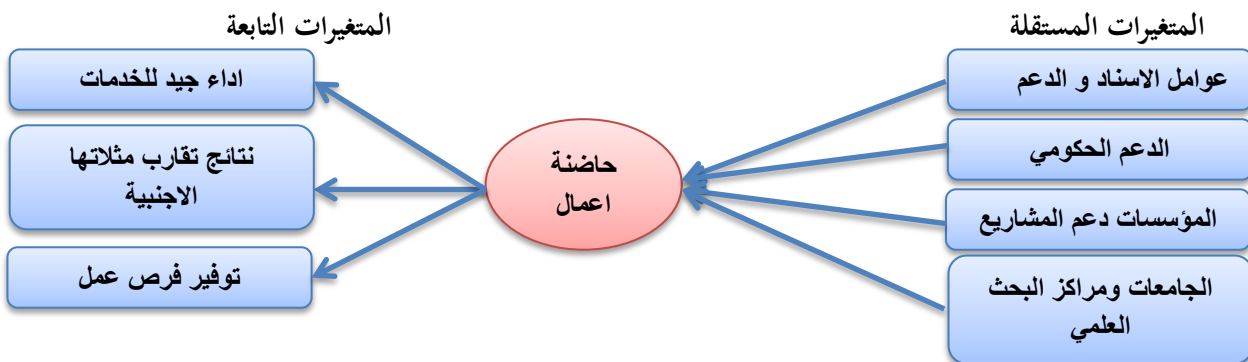 المتغيرات المستقلة
عوامل الاسناد و الدعم
الدعم الحكومي
المؤسسات دعم المشاريع
الجامعات ومراكز البحث
العلمي
حاضنة
اعمال
المتغيرات التابعة
اداء جيد للخدمات
نتائج تقارب مثلاتها
الاجنبية
توفير فرص عمل